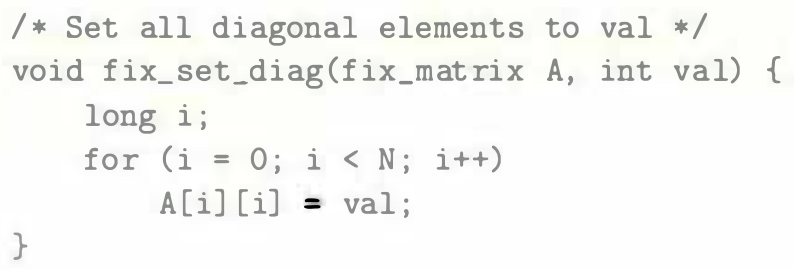 /* Set all diagonal elements to val */
void fix_set_diag(fix_matrix A, int val) {
    long i;
    for (i = 0; i < N; i++)
        A[i][i] = val;
}